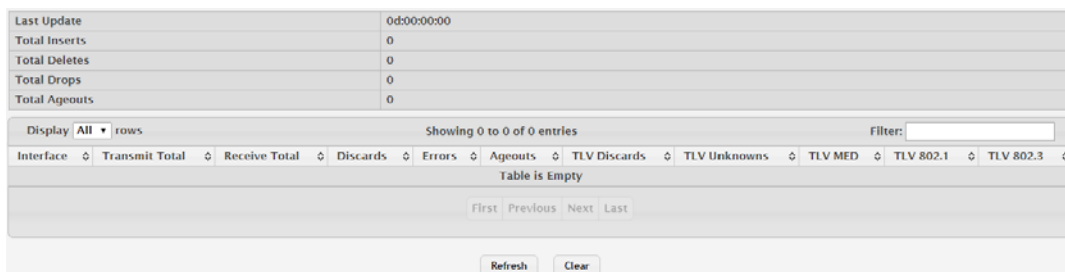 Last Update 0d:00:00:00
Total Inserts 0
Total Deletes 0
Total Drops 0
Total Ageouts 0
Display All rows Showing 0 to 0 of 0 entries Filter:
Interface Transmit Total Receive Total Discards Errors Ageouts TLV Discards TLV Unknowns TLV MED TLV 802.1 TLV 802.3
Table is Empty
First Previous Next Last
Refresh Clear